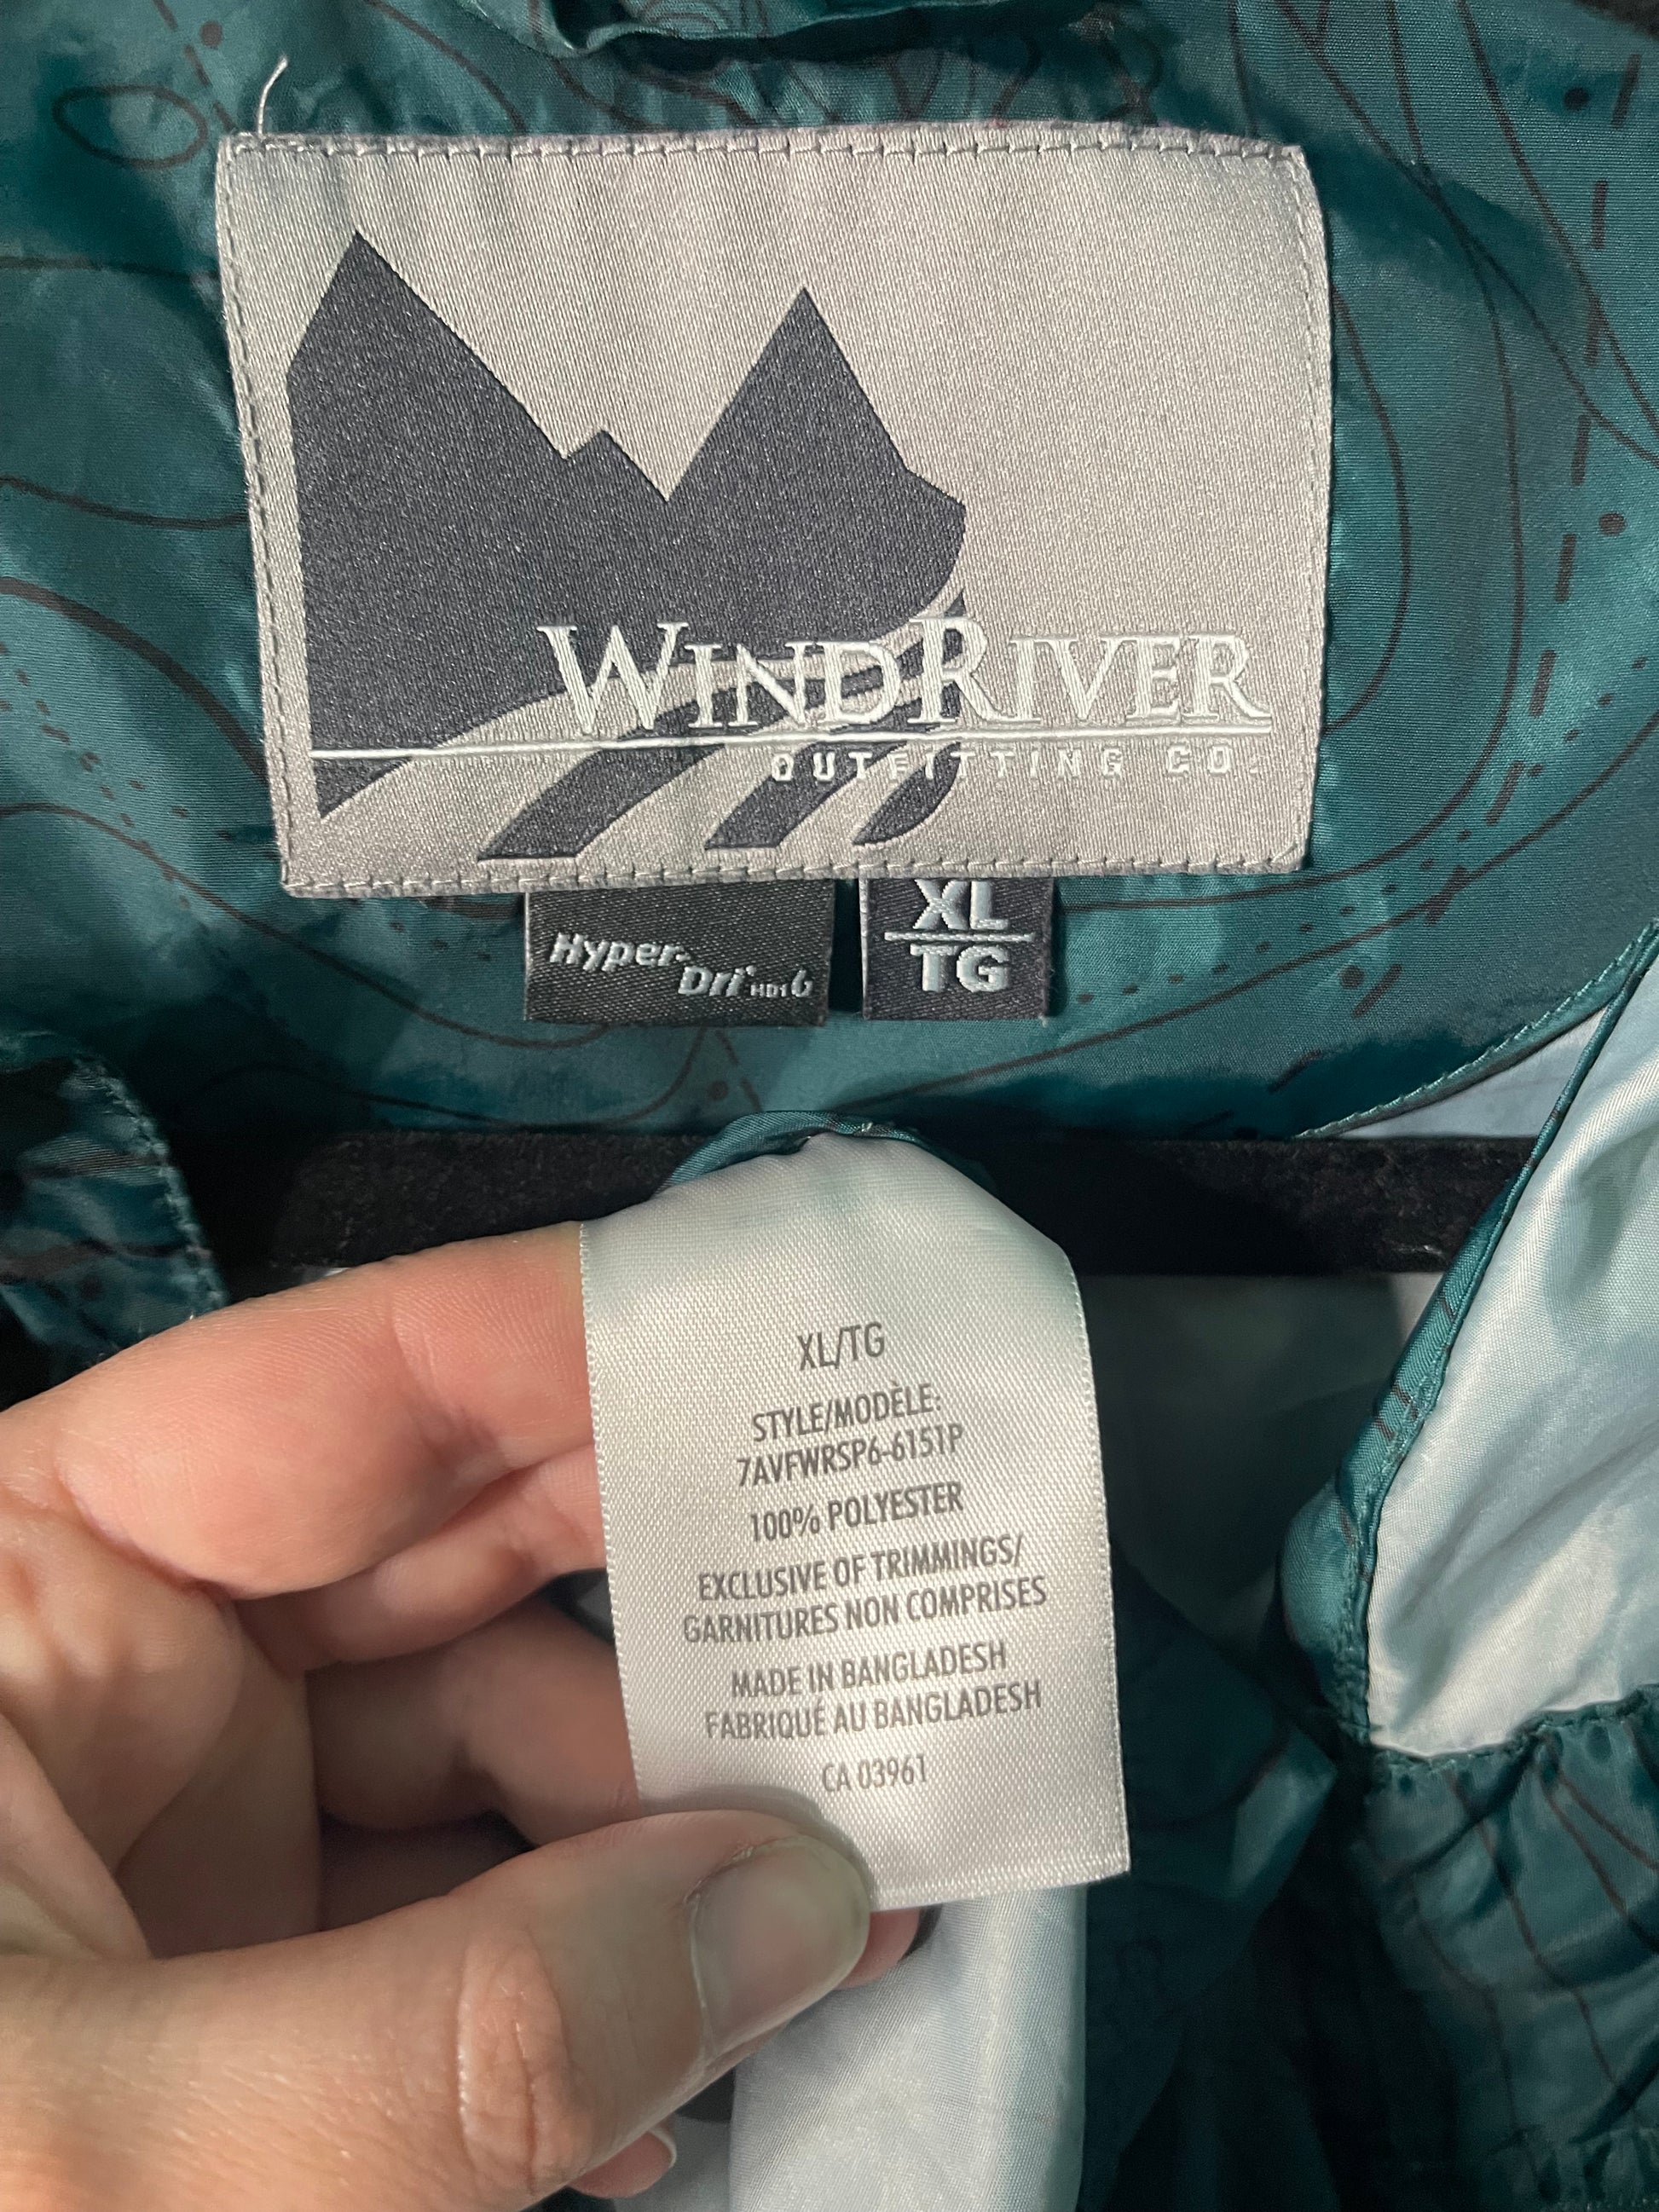 WINDRIVER
OUTFITTING CO.
Hyper-
Dri HD1
XL
TG
XL/TG
STYLE/MODÈLE:
7AVFWRSP6-6151P
100% POLYESTER
EXCLUSIVE OF TRIMMINGS/
GARNITURES NON COMPRISES
MADE IN BANGLADESH
FABRIQUÉ AU BANGLADESH
CA 03961